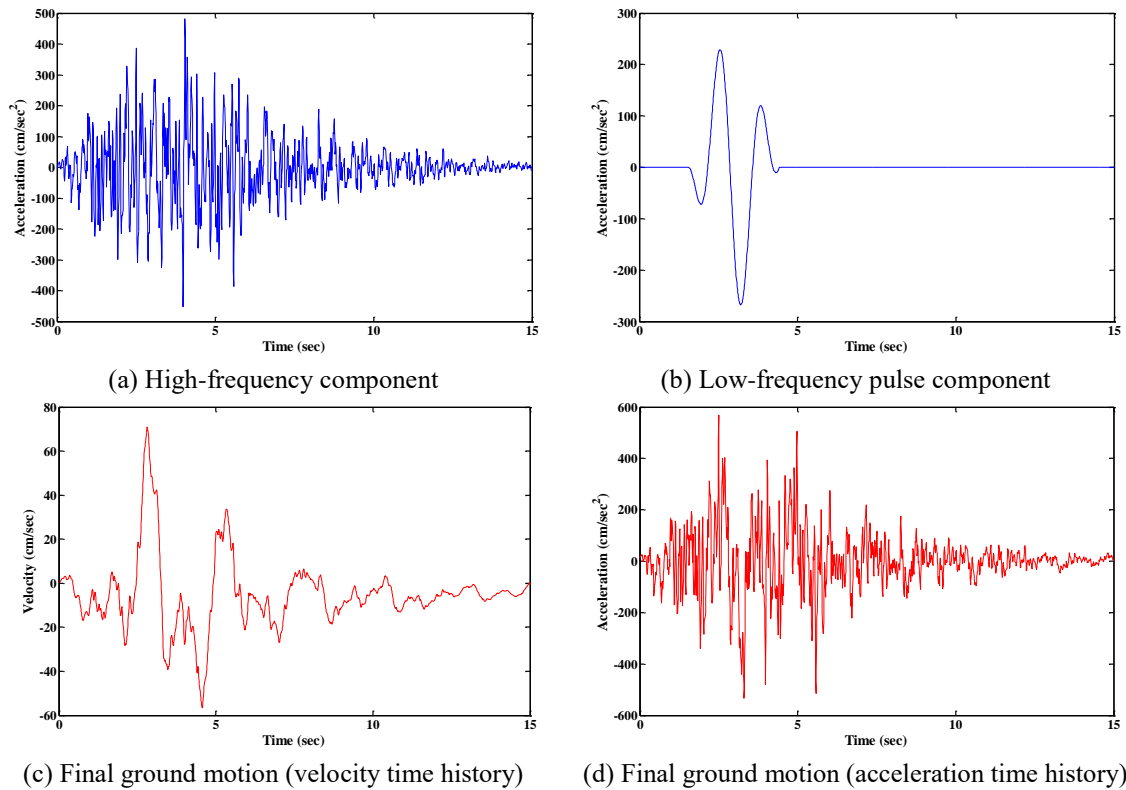 500
400
300
200
100
0
-100
-200
-300
-400
-500
Acceleration (cm/sec²)
0 5 10 15
Time (sec)
(a) High-frequency component
300
200
100
0
-100
-200
-300
Acceleration (cm/sec²)
0 5 10 15
Time (sec)
(b) Low-frequency pulse component
80
60
40
20
0
-20
-40
-60
Velocity (cm/sec)
0 5 10 15
Time (sec)
(c) Final ground motion (velocity time history)
600
400
200
0
-200
-400
-600
Acceleration (cm/sec²)
0 5 10 15
Time (sec)
(d) Final ground motion (acceleration time history)